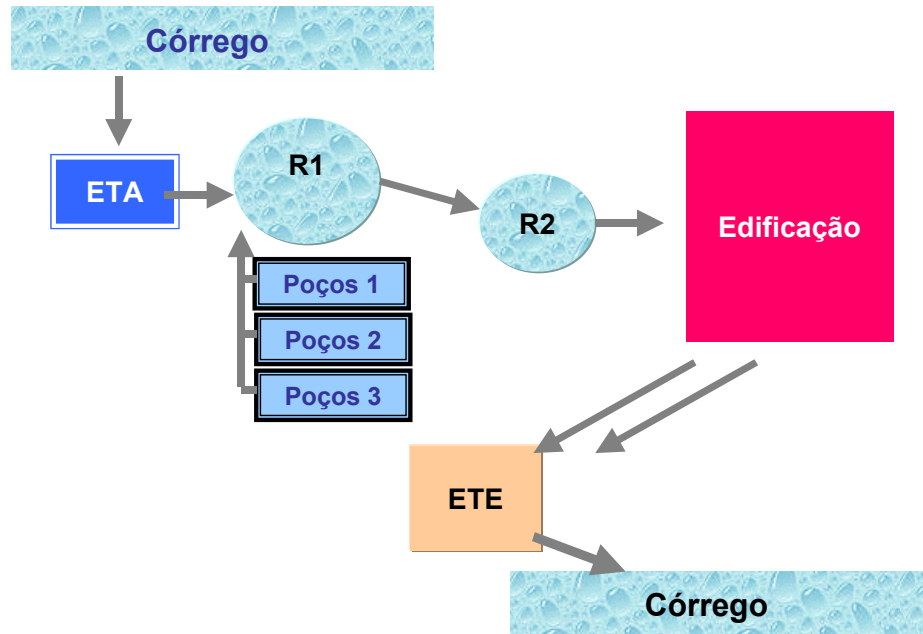 Córrego
ETA
R1
R2
Edificação
Poços 1
Poços 2
Poços 3
ETE
Córrego